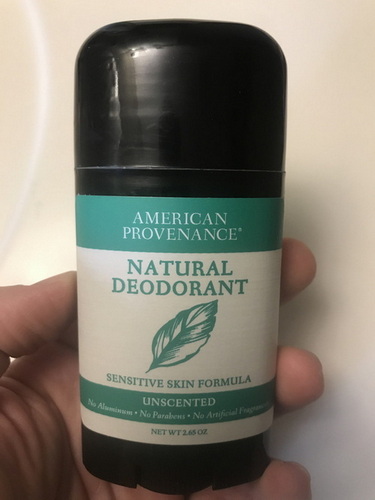 AMERICAN
PROVENANCE®
NATURAL
DEODORANT
SENSITIVE SKIN FORMULA
UNSCENTED
No Aluminum • No Parabens • No Artificial Fragrances
NET WT 2.65 OZ